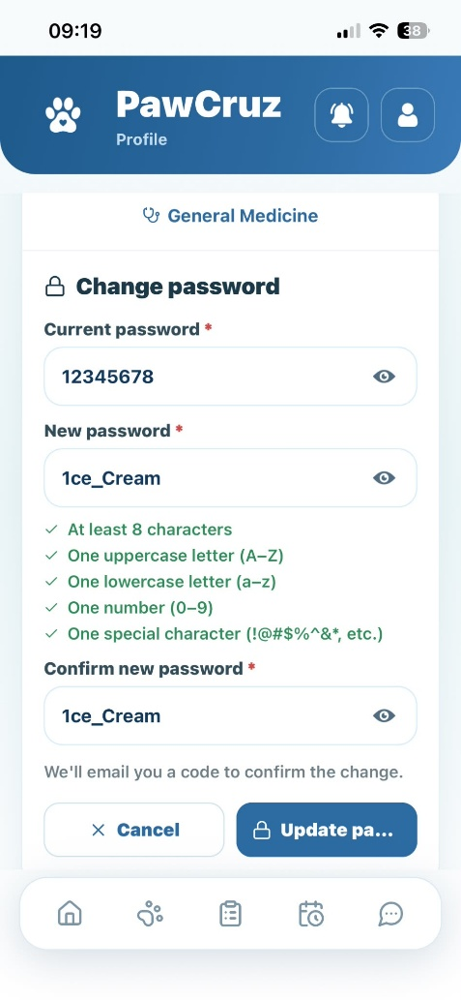 09:19
38
PawCruz
Profile
General Medicine
Change password
Current password *
12345678
New password *
1ce_Cream
At least 8 characters
One uppercase letter (A–Z)
One lowercase letter (a–z)
One number (0–9)
One special character (!@#$%^&*, etc.)
Confirm new password *
1ce_Cream
We'll email you a code to confirm the change.
Cancel
Update pa...